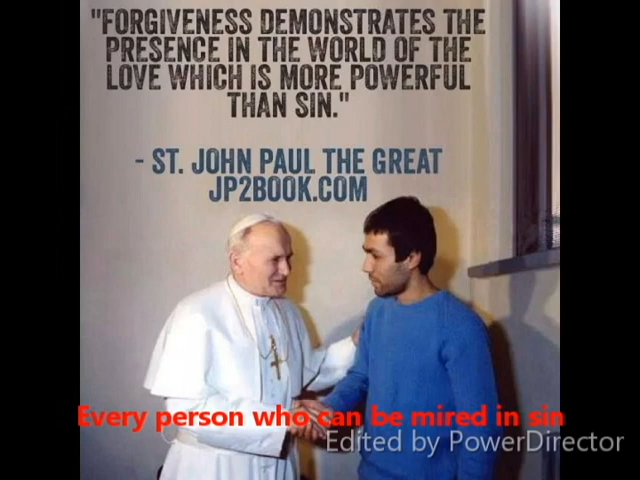 "FORGIVENESS DEMONSTRATES THE
PRESENCE IN THE WORLD OF THE
LOVE WHICH IS MORE POWERFUL
THAN SIN."
- ST. JOHN PAUL THE GREAT
JP2BOOK.COM
Every person who can be mired in sin
Edited by PowerDirector